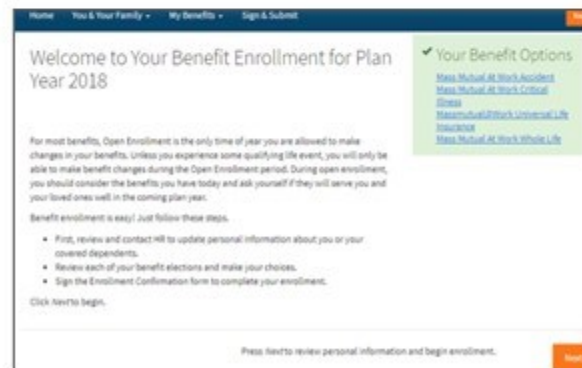 Home You & Your Family My Benefits Sign & Submit
Welcome to Your Benefit Enrollment for Plan
Year 2018
✔ Your Benefit Options
Mass Mutual At Work Accident
Mass Mutual At Work Critical
Illness
Massmutual@Work Universal Life
Insurance
Mass Mutual At Work Whole Life
For most benefits, Open Enrollment is the only time of year you are allowed to make
changes in your benefits. Unless you experience some qualifying life event, you will only be
able to make benefit changes during the Open Enrollment period. During open enrollment,
you should consider the benefits you have today and ask yourself if they will serve you and
your loved ones well in the coming plan year.
Benefit enrollment is easy! Just follow these steps.
• First, review and contact HR to update personal information about you or your
covered dependents.
• Review each of your benefit elections and make your choices.
• Sign the Enrollment Confirmation form to complete your enrollment.
Click Next to begin.
Press Next to review personal information and begin enrollment.
Next